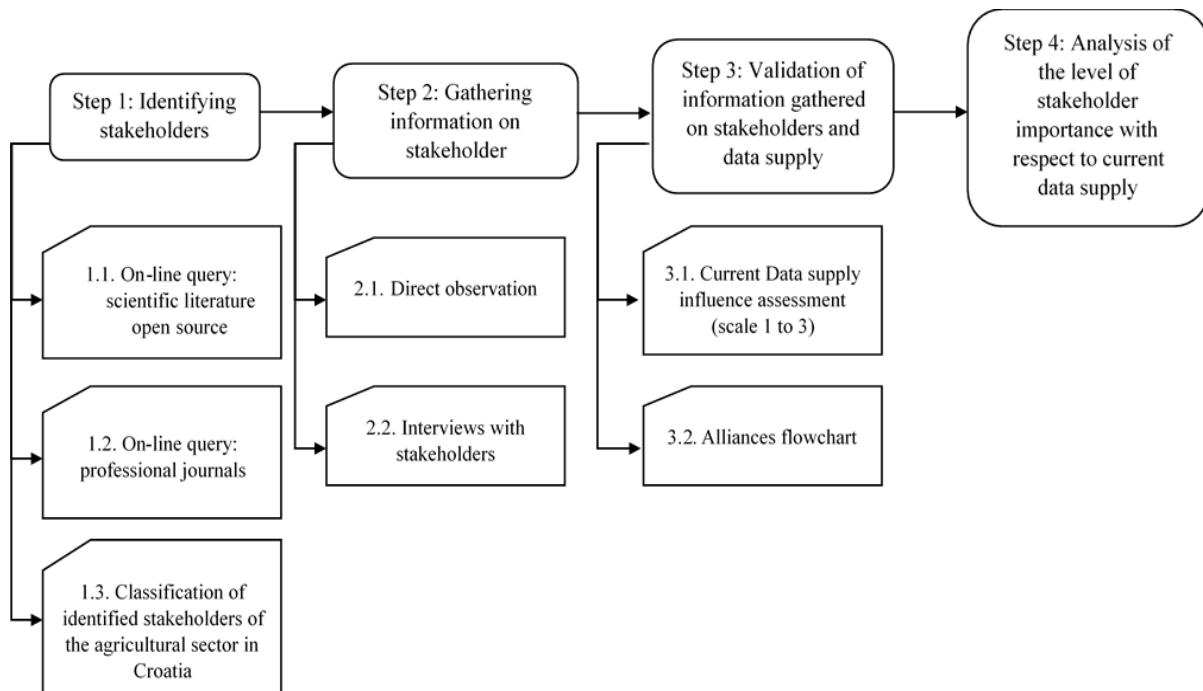 Step 1: Identifying
stakeholders
Step 2: Gathering
information on
stakeholder
Step 3: Validation of
information gathered
on stakeholders and
data supply
Step 4: Analysis of
the level of
stakeholder
importance with
respect to current
data supply
1.1. On-line query:
scientific literature
open source
1.2. On-line query:
professional journals
1.3. Classification of
identified stakeholders of
the agricultural sector in
Croatia
2.1. Direct observation
2.2. Interviews with
stakeholders
3.1. Current Data supply
influence assessment
(scale 1 to 3)
3.2. Alliances flowchart